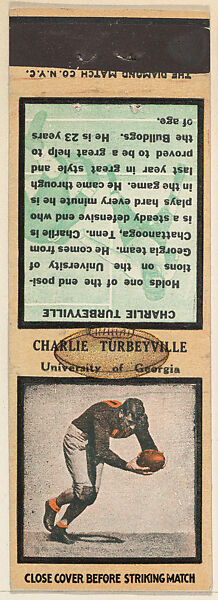 THE DIAMOND MATCH CO. N.Y.C.
CHARLIE TURBEYVILLE
Holds one of the end posi-
tions on the University of
Georgia team. He comes from
Chattanooga, Tenn. Charlie is
a steady defensive end who
plays hard every minute he is
in the game. He came through
last year in great style and
proved to be a great help to
the Bulldogs. He is 23 years
of age.
CHARLIE TURBEYVILLE
University of Georgia
CLOSE COVER BEFORE STRIKING MATCH